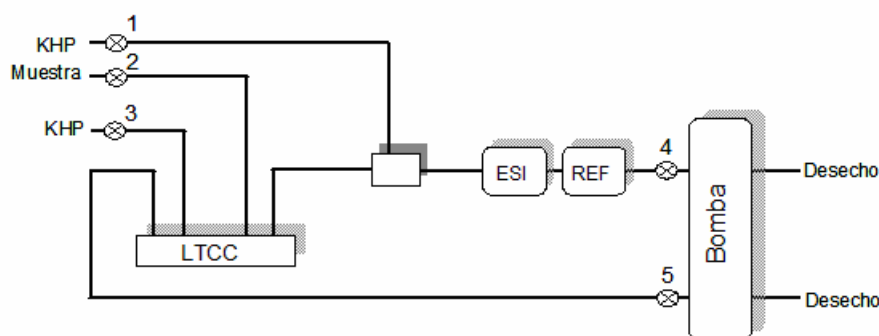 1
KHP
2
Muestra
3
KHP
4
ESI
REF
Desecho
Bomba
LTCC
5
Desecho